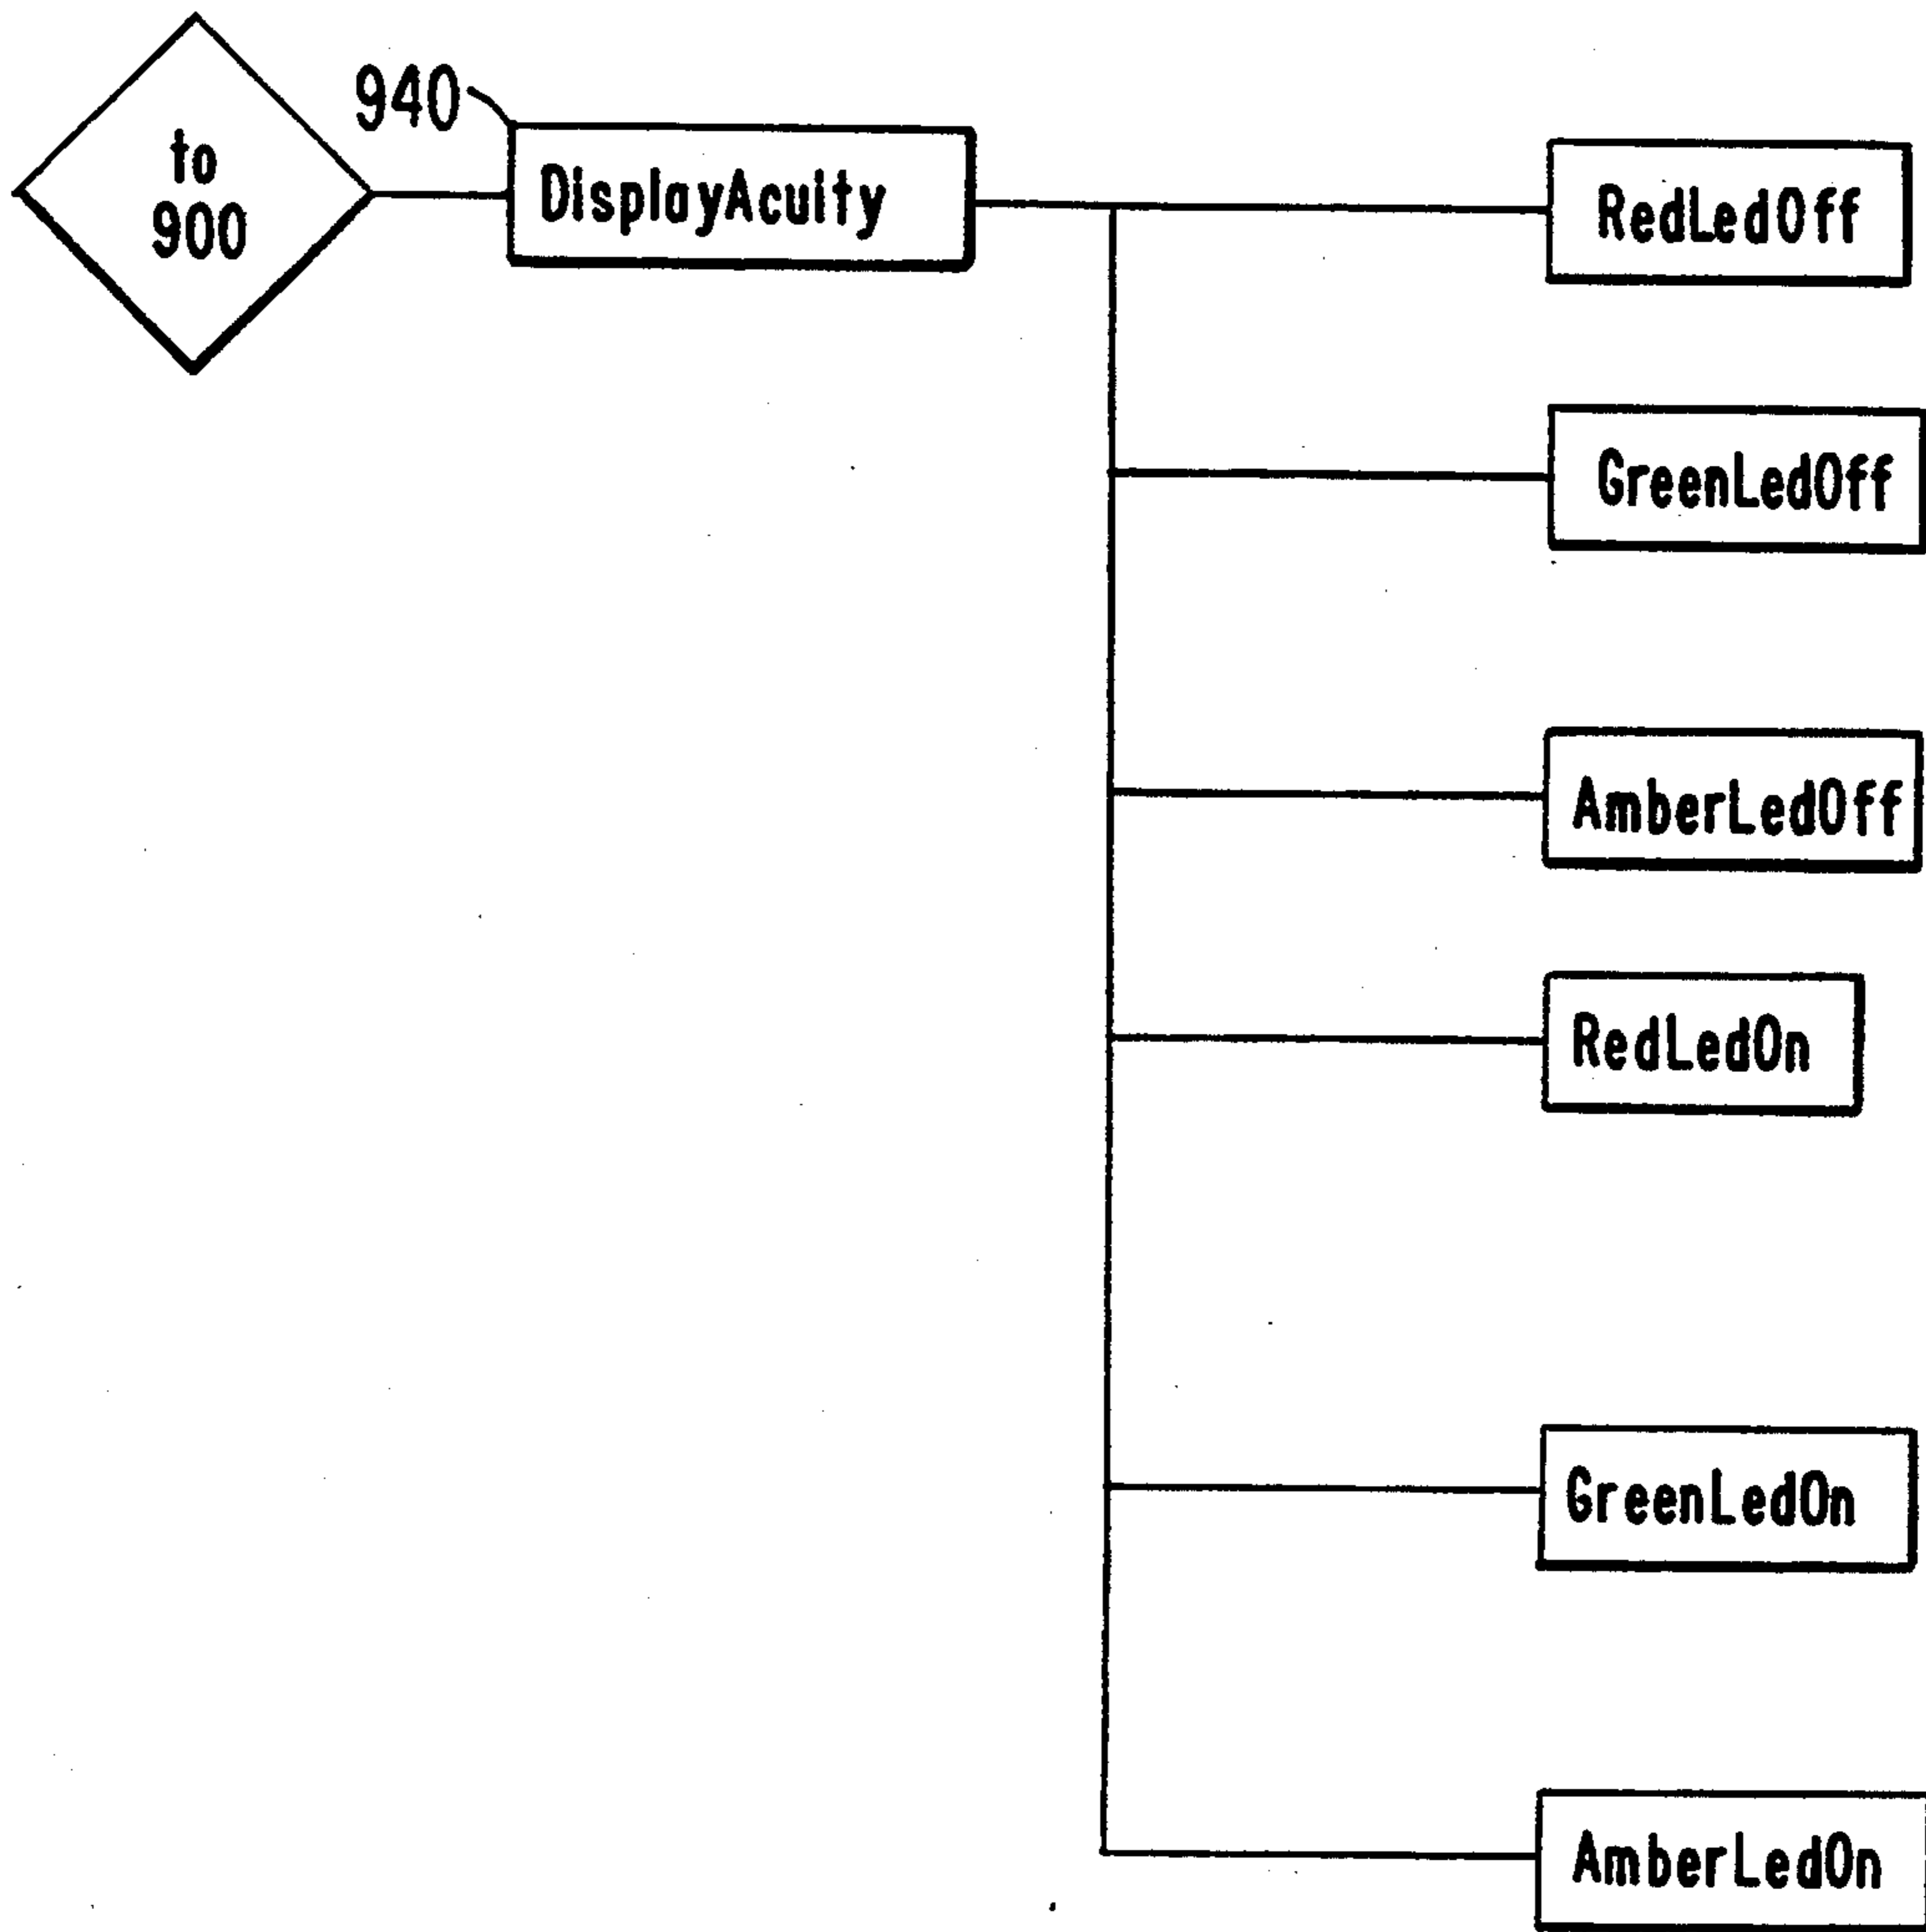 to
900
940
DisplayAcuity
RedLedOff
GreenLedOff
AmberLedOff
RedLedOn
GreenLedOn
AmberLedOn